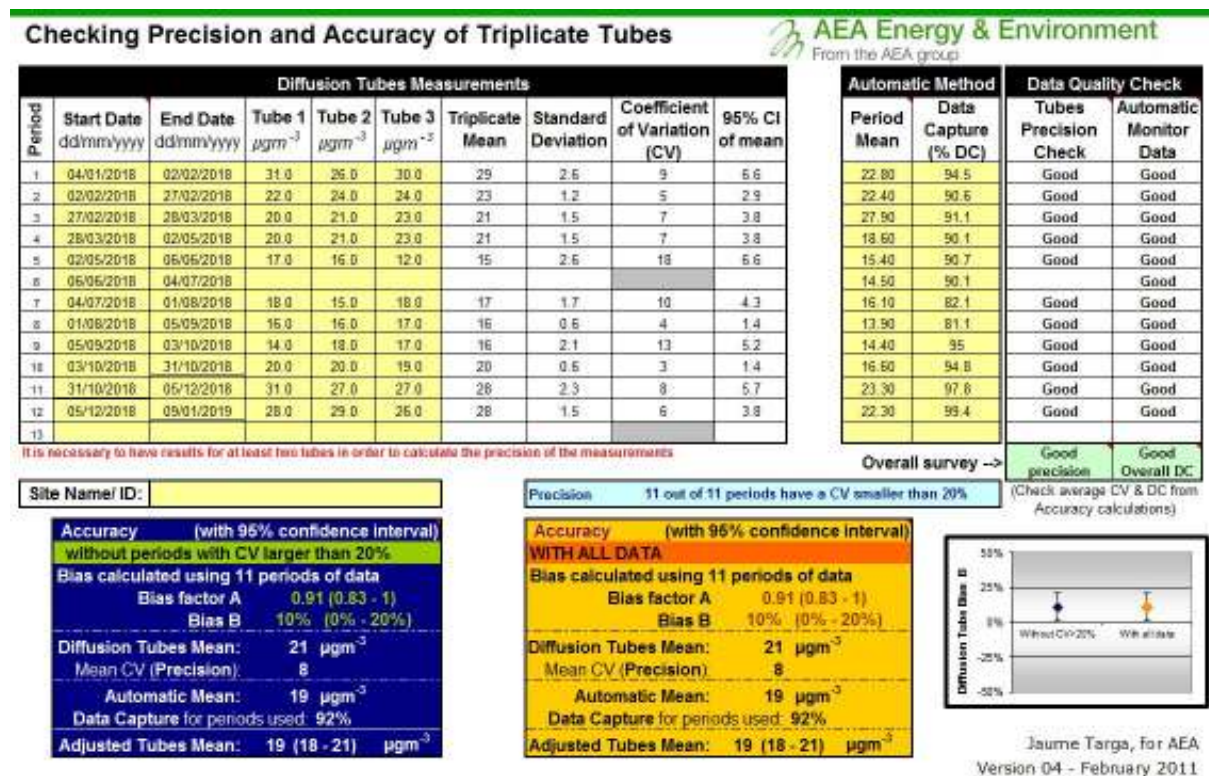 Checking Precision and Accuracy of Triplicate Tubes
AEA Energy & Environment
From the AEA group
Diffusion Tubes Measurements
Automatic Method
Data Quality Check
Period
Start Date dd/mm/yyyy
End Date dd/mm/yyyy
Tube 1 µgm⁻³
Tube 2 µgm⁻³
Tube 3 µgm⁻³
Triplicate Mean
Standard Deviation
Coefficient of Variation (CV)
95% CI of mean
Period Mean
Data Capture (% DC)
Tubes Precision Check
Automatic Monitor Data
1 04/01/2018 02/02/2018 31.0 26.0 30.0 29 2.6 9 6.6 22.80 94.5 Good Good
2 02/02/2018 27/02/2018 22.0 24.0 24.0 23 1.2 5 2.9 22.40 90.6 Good Good
3 27/02/2018 28/03/2018 20.0 21.0 23.0 21 1.5 7 3.8 27.90 91.1 Good Good
4 28/03/2018 02/05/2018 20.0 21.0 23.0 21 1.5 7 3.8 18.60 90.1 Good Good
5 02/05/2018 06/06/2018 17.0 16.0 12.0 15 2.6 18 6.6 15.40 90.7 Good Good
6 06/06/2018 04/07/2018 14.50 90.1 Good
7 04/07/2018 01/08/2018 18.0 15.0 18.0 17 1.7 10 4.3 16.10 82.1 Good Good
8 01/08/2018 05/09/2018 16.0 16.0 17.0 16 0.6 4 1.4 13.90 81.1 Good Good
9 05/09/2018 03/10/2018 14.0 18.0 17.0 16 2.1 13 5.2 14.40 95 Good Good
10 03/10/2018 31/10/2018 20.0 20.0 19.0 20 0.6 3 1.4 16.60 94.8 Good Good
11 31/10/2018 05/12/2018 31.0 27.0 27.0 28 2.3 8 5.7 23.30 97.8 Good Good
12 05/12/2018 09/01/2019 28.0 29.0 26.0 28 1.5 6 3.8 22.30 99.4 Good Good
13
It is necessary to have results for at least two tubes in order to calculate the precision of the measurements
Overall survey -->
Good precision
Good Overall DC
Site Name/ ID:
Precision 11 out of 11 periods have a CV smaller than 20%
(Check average CV & DC from
Accuracy calculations)
Accuracy (with 95% confidence interval)
without periods with CV larger than 20%
Bias calculated using 11 periods of data
Bias factor A 0.91 (0.83 - 1)
Bias B 10% (0% - 20%)
Diffusion Tubes Mean: 21 µgm⁻³
Mean CV (Precision): 8
Automatic Mean: 19 µgm⁻³
Data Capture for periods used: 92%
Adjusted Tubes Mean: 19 (18 - 21) µgm⁻³
Accuracy (with 95% confidence interval)
WITH ALL DATA
Bias calculated using 11 periods of data
Bias factor A 0.91 (0.83 - 1)
Bias B 10% (0% - 20%)
Diffusion Tubes Mean: 21 µgm⁻³
Mean CV (Precision): 8
Automatic Mean: 19 µgm⁻³
Data Capture for periods used: 92%
Adjusted Tubes Mean: 19 (18 - 21) µgm⁻³
Diffusion Tube Bias B
50%
25%
0%
-25%
-50%
Without CV>20%
With all data
Jaume Targa, for AEA
Version 04 - February 2011